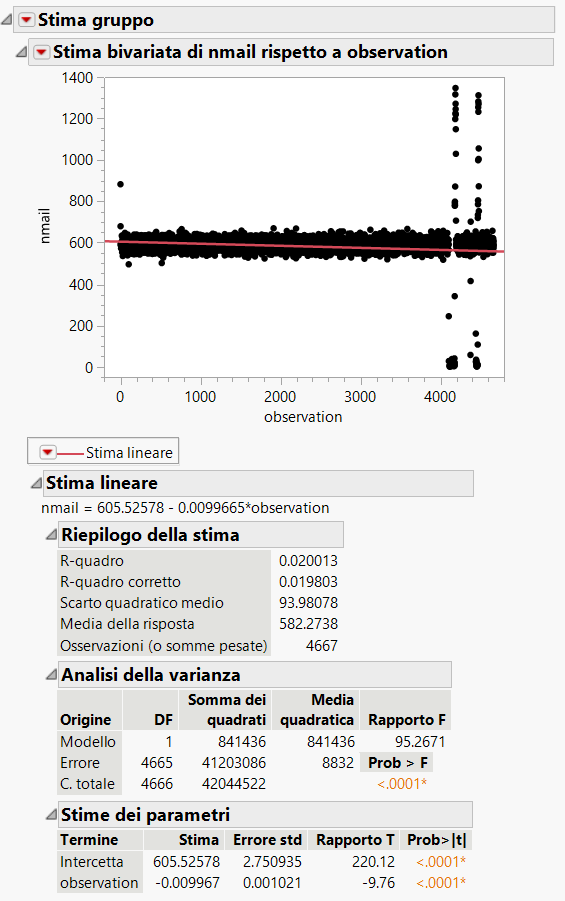 Stima gruppo
Stima bivariata di nmail rispetto a observation
1400
1200
1000
800
600
400
200
0
nmail
0 1000 2000 3000 4000
observation
Stima lineare
Stima lineare
nmail = 605.52578 - 0.0099665*observation
Riepilogo della stima
R-quadro 0.020013
R-quadro corretto 0.019803
Scarto quadratico medio 93.98078
Media della risposta 582.2738
Osservazioni (o somme pesate) 4667
Analisi della varianza
Somma dei Media
Origine DF quadrati quadratica Rapporto F
Modello 1 841436 841436 95.2671
Errore 4665 41203086 8832 Prob > F
C. totale 4666 42044522 <.0001*
Stime dei parametri
Termine Stima Errore std Rapporto T Prob>|t|
Intercetta 605.52578 2.750935 220.12 <.0001*
observation -0.009967 0.001021 -9.76 <.0001*